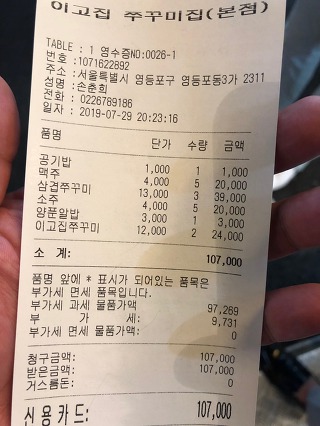 이고집 쭈꾸미집(본점)
TABLE : 1 영수증NO:0026-1
번호 :1071622892
주소 :서울특별시 영등포구 영등포동3가 2311
성명 :손춘희
전화 : 0226789186
일자 : 2019-07-29 20:23:16
품명 단가 수량 금액
공기밥 1,000 1 1,000
맥주 4,000 5 20,000
삼겹쭈꾸미 13,000 3 39,000
소주 4,000 5 20,000
양푼알밥 3,000 1 3,000
이고집쭈꾸미 12,000 2 24,000
소 계: 107,000
품명 앞에 * 표시가 되어있는 품목은
부가세 면세 품목입니다.
부가세 과세 물품가액 97,269
부 가 세: 9,731
부가세 면세 물품가액: 0
청구금액: 107,000
받은금액: 107,000
거스름돈: 0
신용카드: 107,000